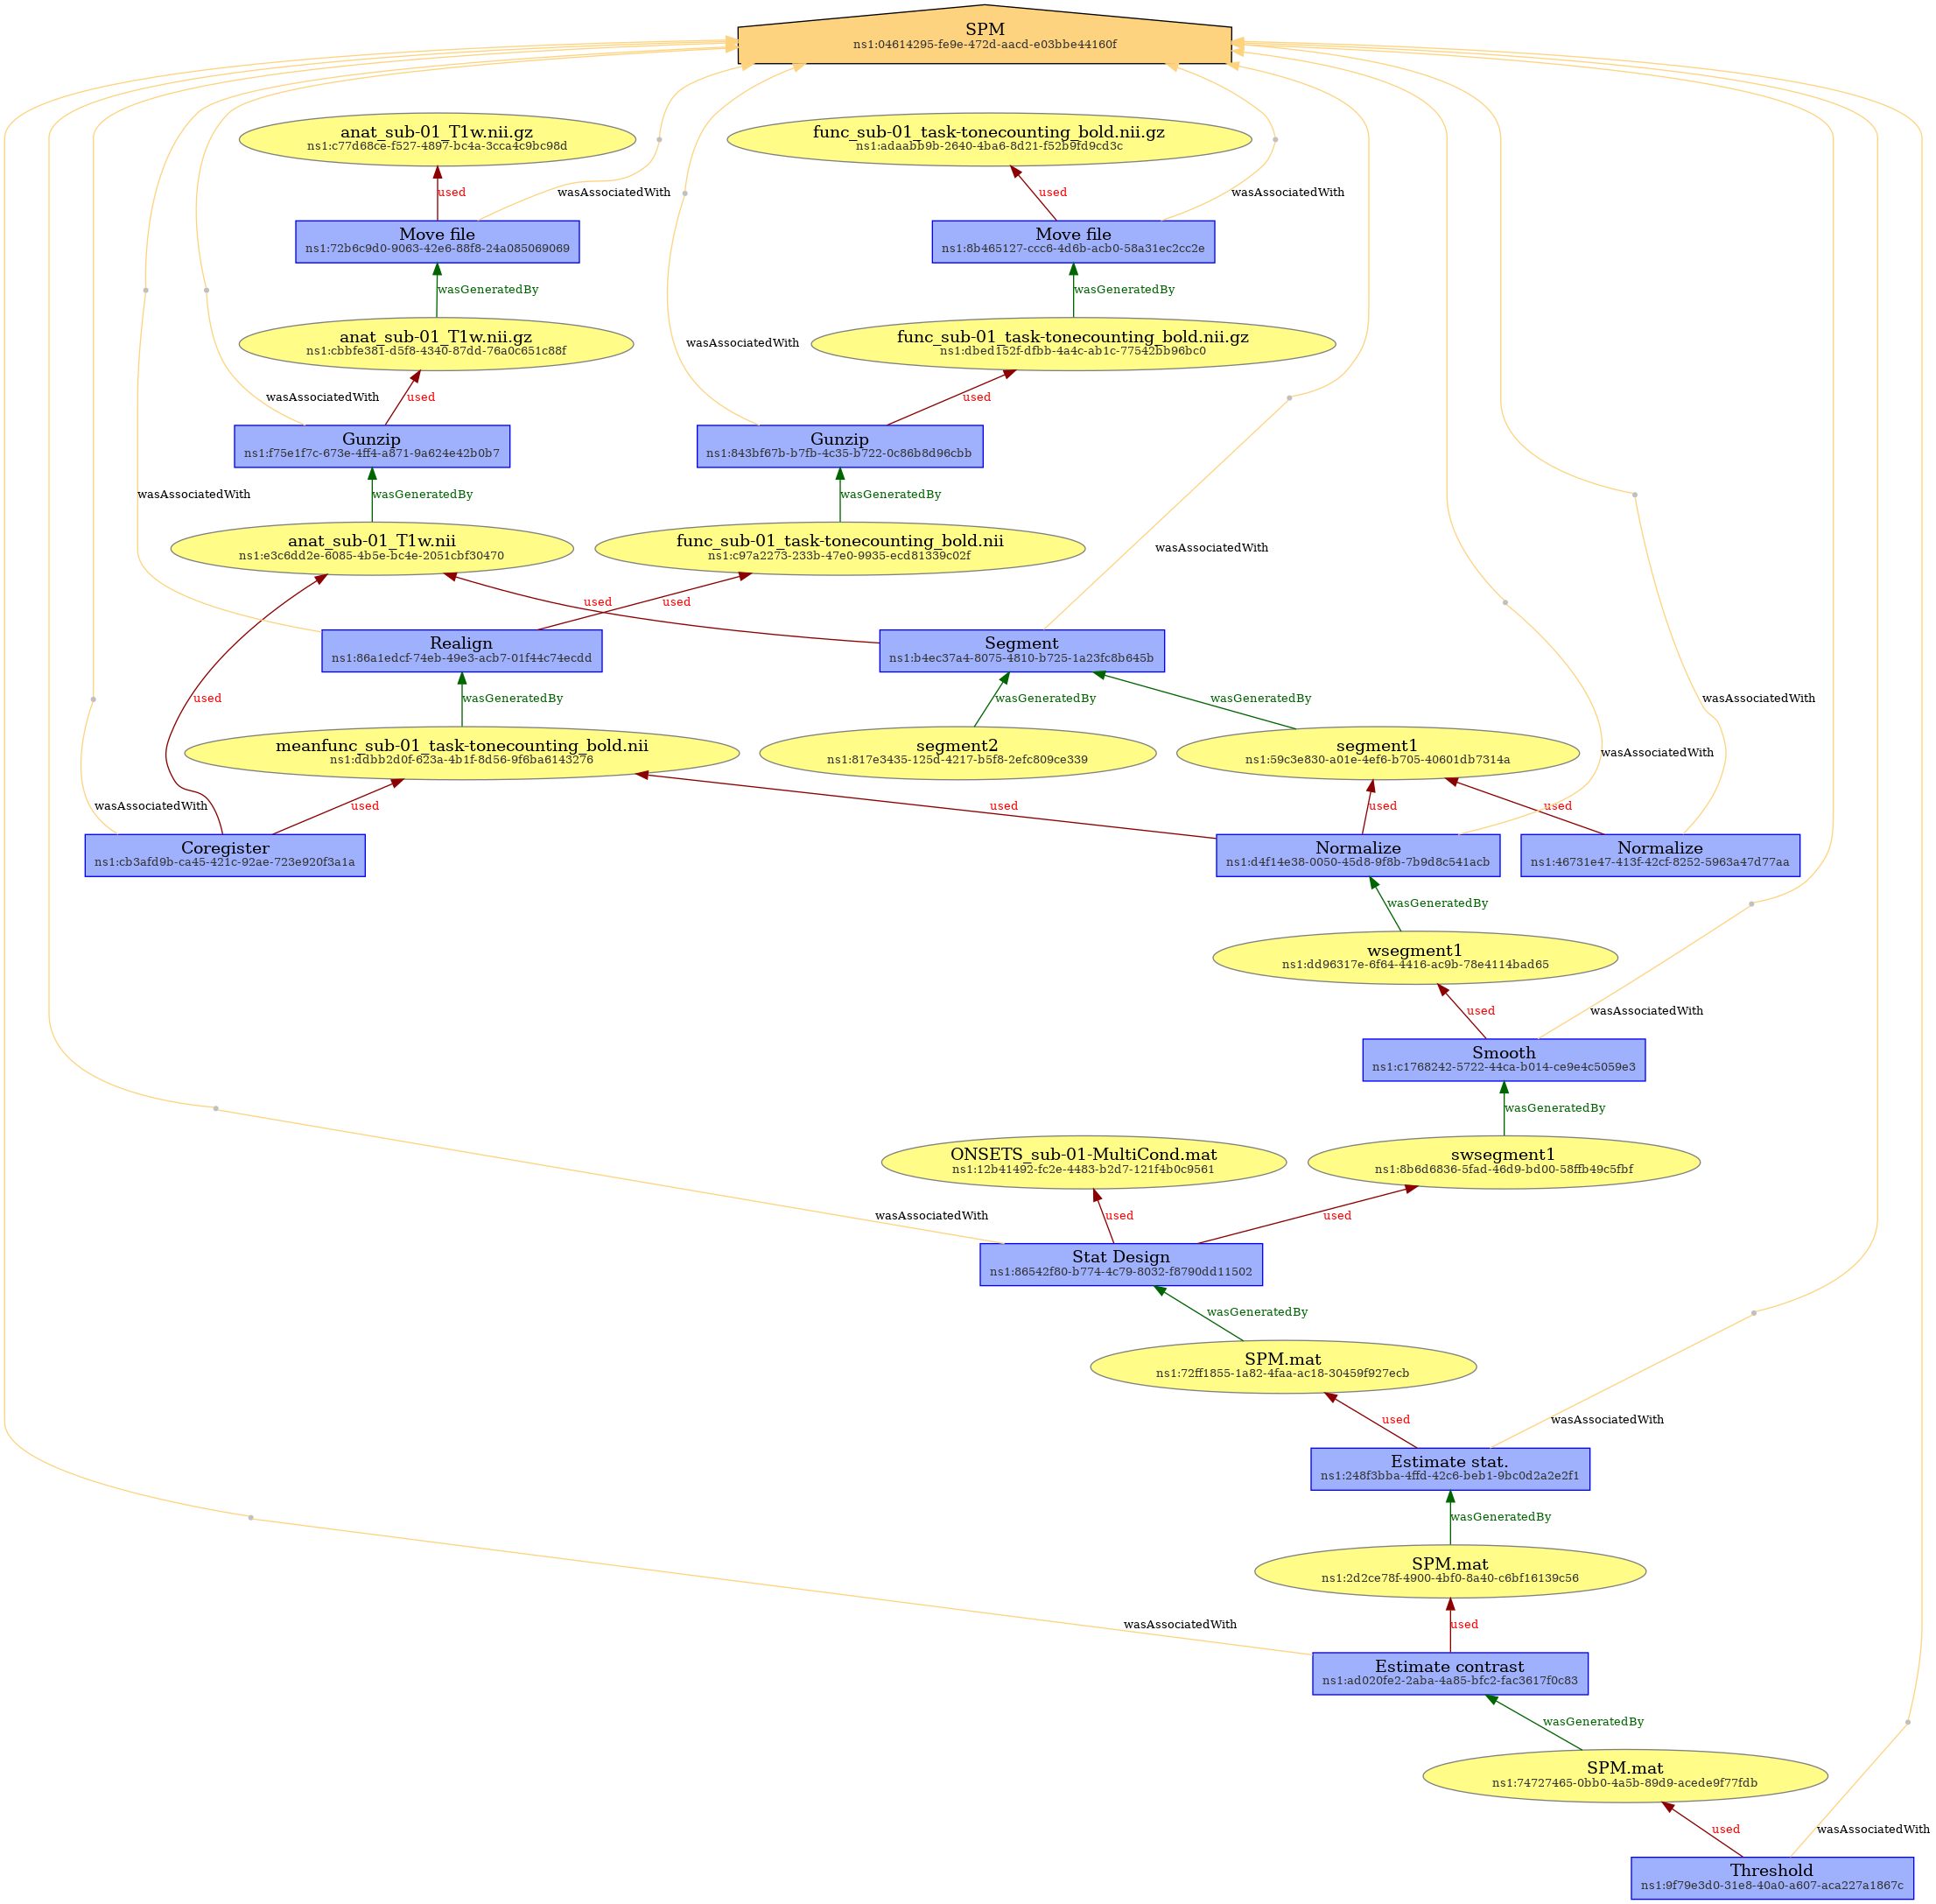 SPM
ns1:04614295-fe9e-472d-aacd-e03bbe44160f
anat_sub-01_T1w.nii.gz
ns1:c77d68ce-f527-4897-bc4a-3cca4c9bc98d
func_sub-01_task-tonecounting_bold.nii.gz
ns1:adaabb9b-2640-4ba6-8d21-f52b9fd9cd3c
used
wasAssociatedWith
used
wasAssociatedWith
Move file
ns1:72b6c9d0-9063-42e6-88f8-24a085069069
Move file
ns1:8b465127-ccc6-4d6b-acb0-58a31ec2cc2e
wasGeneratedBy
wasGeneratedBy
anat_sub-01_T1w.nii.gz
ns1:cbbfe381-d5f8-4340-87dd-76a0c651c88f
func_sub-01_task-tonecounting_bold.nii.gz
ns1:dbed152f-dfbb-4a4c-ab1c-77542bb96bc0
wasAssociatedWith
used
wasAssociatedWith
used
Gunzip
ns1:f75e1f7c-673e-4ff4-a871-9a624e42b0b7
Gunzip
ns1:843bf67b-b7fb-4c35-b722-0c86b8d96cbb
wasAssociatedWith
wasGeneratedBy
wasGeneratedBy
anat_sub-01_T1w.nii
ns1:e3c6dd2e-6085-4b5e-bc4e-2051cbf30470
func_sub-01_task-tonecounting_bold.nii
ns1:c97a2273-233b-47e0-9935-ecd81339c02f
wasAssociatedWith
used
used
Realign
ns1:86a1edcf-74eb-49e3-acb7-01f44c74ecdd
Segment
ns1:b4ec37a4-8075-4810-b725-1a23fc8b645b
used
wasGeneratedBy
wasGeneratedBy
wasGeneratedBy
wasAssociatedWith
meanfunc_sub-01_task-tonecounting_bold.nii
ns1:ddbb2d0f-623a-4b1f-8d56-9f6ba6143276
segment2
ns1:817e3435-125d-4217-b5f8-2efc809ce339
segment1
ns1:59c3e830-a01e-4ef6-b705-40601db7314a
wasAssociatedWith
wasAssociatedWith
used
used
used
used
Coregister
ns1:cb3afd9b-ca45-421c-92ae-723e920f3a1a
Normalize
ns1:d4f14e38-0050-45d8-9f8b-7b9d8c541acb
Normalize
ns1:46731e47-413f-42cf-8252-5963a47d77aa
wasGeneratedBy
wsegment1
ns1:dd96317e-6f64-4416-ac9b-78e4114bad65
used
wasAssociatedWith
Smooth
ns1:c1768242-5722-44ca-b014-ce9e4c5059e3
wasGeneratedBy
ONSETS_sub-01-MultiCond.mat
ns1:12b41492-fc2e-4483-b2d7-121f4b0c9561
swsegment1
ns1:8b6d6836-5fad-46d9-bd00-58ffb49c5fbf
wasAssociatedWith
used
used
Stat Design
ns1:86542f80-b774-4c79-8032-f8790dd11502
wasGeneratedBy
SPM.mat
ns1:72ff1855-1a82-4faa-ac18-30459f927ecb
used
wasAssociatedWith
Estimate stat.
ns1:248f3bba-4ffd-42c6-beb1-9bc0d2a2e2f1
wasGeneratedBy
SPM.mat
ns1:2d2ce78f-4900-4bf0-8a40-c6bf16139c56
wasAssociatedWith
used
Estimate contrast
ns1:ad020fe2-2aba-4a85-bfc2-fac3617f0c83
wasGeneratedBy
SPM.mat
ns1:74727465-0bb0-4a5b-89d9-acede9f77fdb
used
wasAssociatedWith
Threshold
ns1:9f79e3d0-31e8-40a0-a607-aca227a1867c